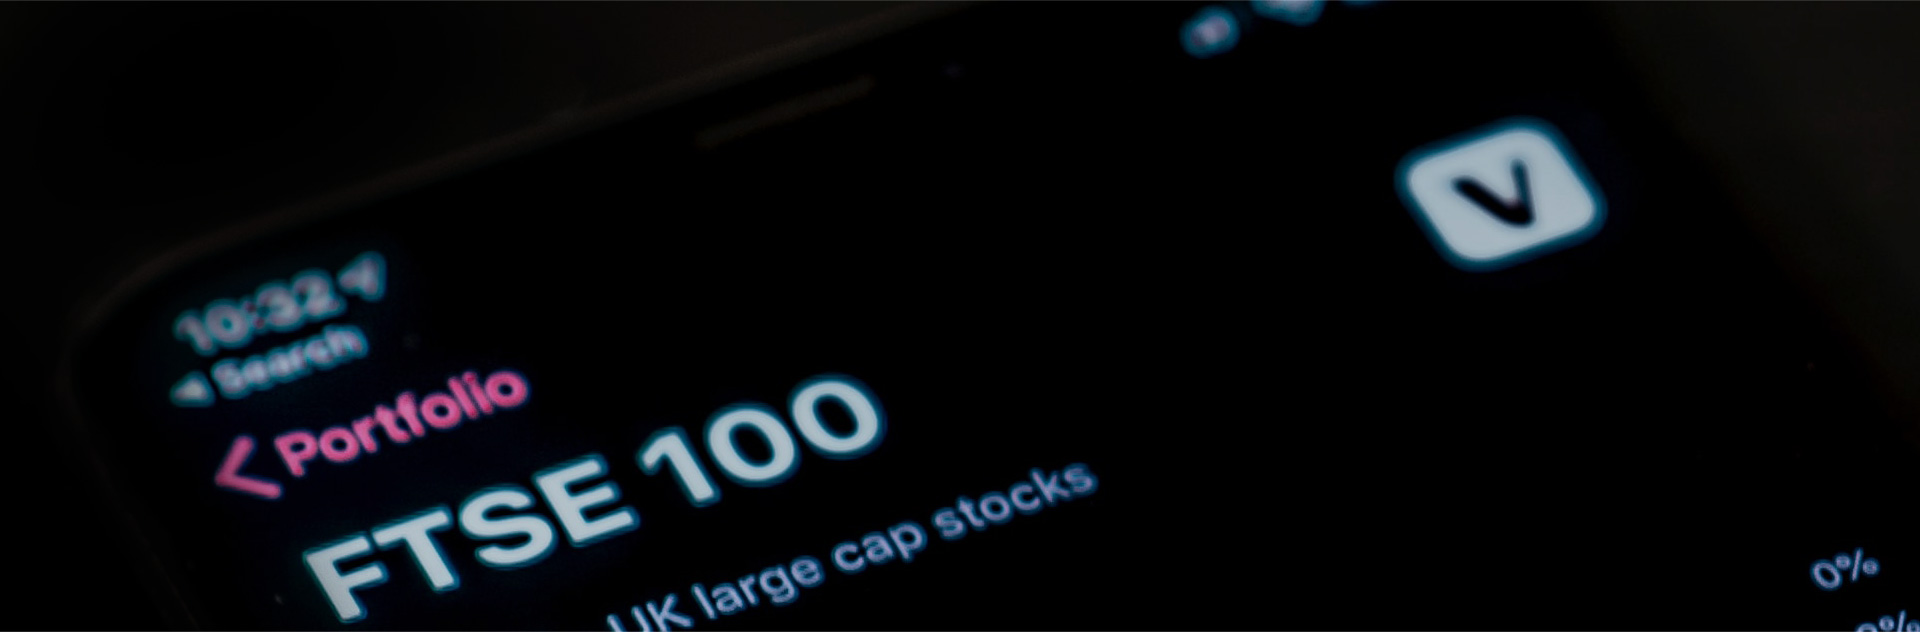 10:32
Search
Portfolio
FTSE 100
UK large cap stocks
V
0%